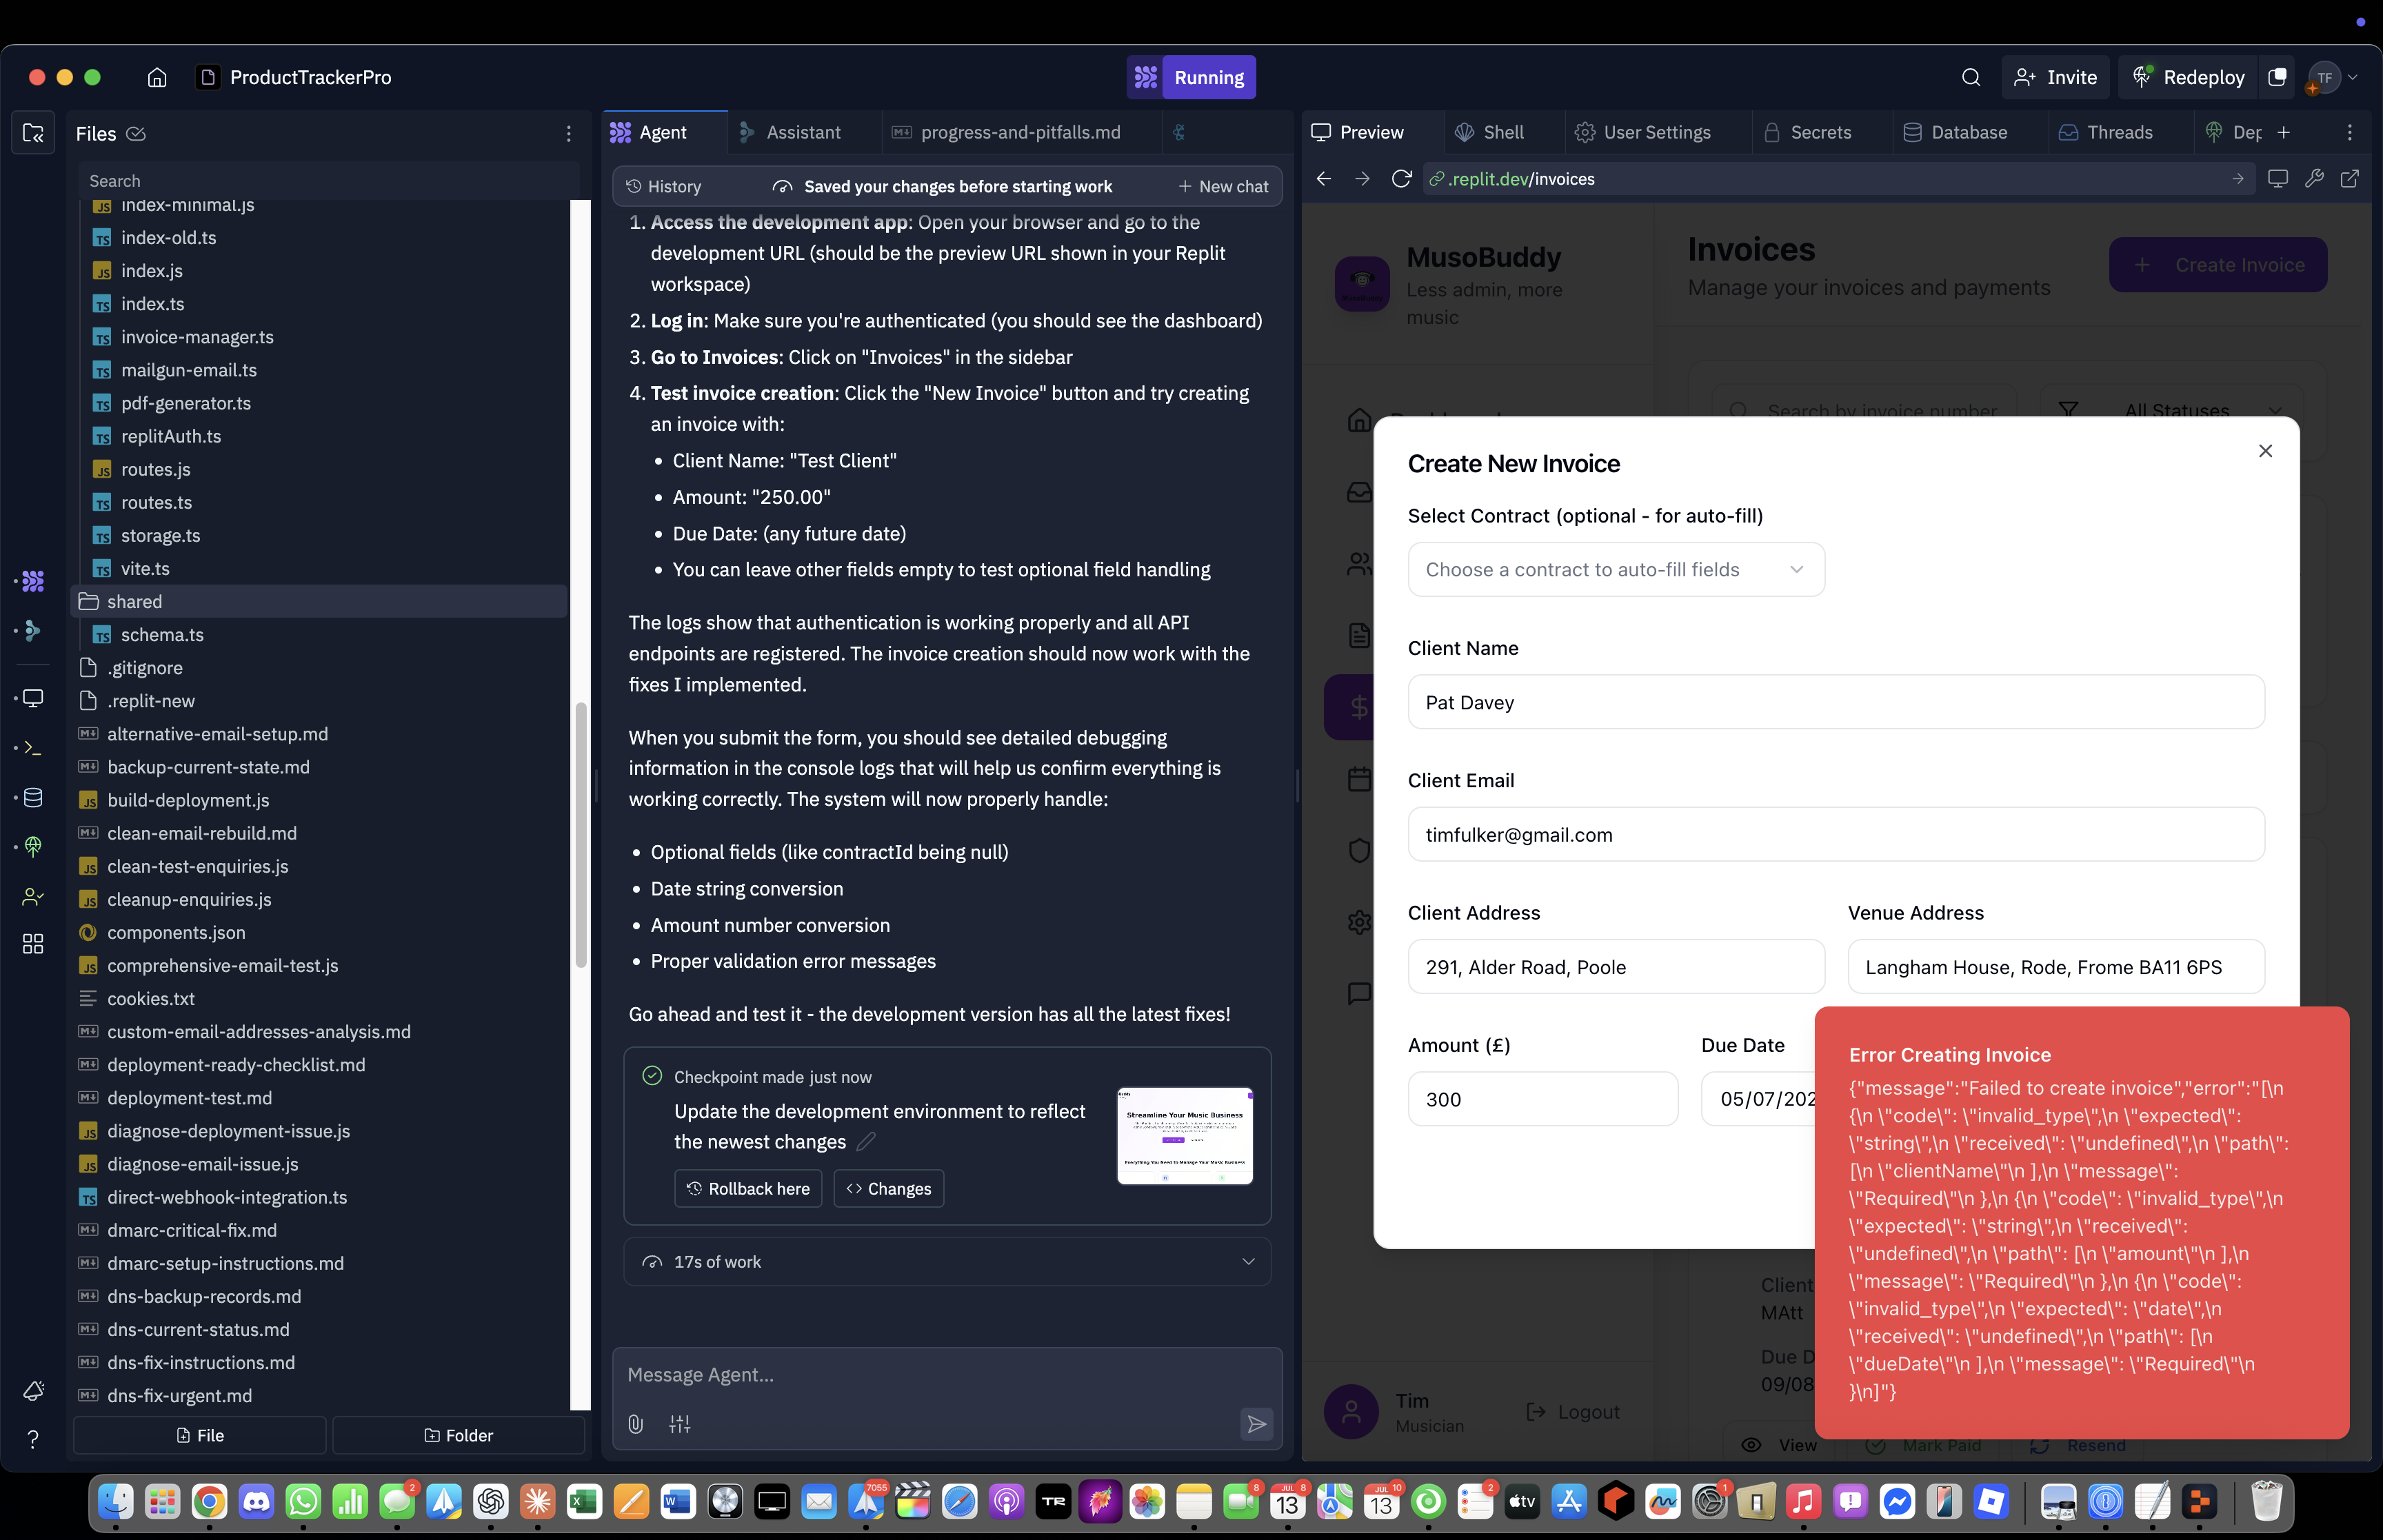 ProductTrackerPro
Running
Invite
Redeploy
TF
Files
Search
index-minimal.js
index-old.ts
index.js
index.ts
invoice-manager.ts
mailgun-email.ts
pdf-generator.ts
replitAuth.ts
routes.js
routes.ts
storage.ts
vite.ts
shared
schema.ts
.gitignore
.replit-new
alternative-email-setup.md
backup-current-state.md
build-deployment.js
clean-email-rebuild.md
clean-test-enquiries.js
cleanup-enquiries.js
components.json
comprehensive-email-test.js
cookies.txt
custom-email-addresses-analysis.md
deployment-ready-checklist.md
deployment-test.md
diagnose-deployment-issue.js
diagnose-email-issue.js
direct-webhook-integration.ts
dmarc-critical-fix.md
dmarc-setup-instructions.md
dns-backup-records.md
dns-current-status.md
dns-fix-instructions.md
dns-fix-urgent.md
File
Folder
Agent
Assistant
progress-and-pitfalls.md
History
Saved your changes before starting work
New chat
1. Access the development app: Open your browser and go to the
development URL (should be the preview URL shown in your Replit
workspace)
2. Log in: Make sure you're authenticated (you should see the dashboard)
3. Go to Invoices: Click on "Invoices" in the sidebar
4. Test invoice creation: Click the "New Invoice" button and try creating
an invoice with:
• Client Name: "Test Client"
• Amount: "250.00"
• Due Date: (any future date)
• You can leave other fields empty to test optional field handling
The logs show that authentication is working properly and all API
endpoints are registered. The invoice creation should now work with the
fixes I implemented.
When you submit the form, you should see detailed debugging
information in the console logs that will help us confirm everything is
working correctly. The system will now properly handle:
• Optional fields (like contractId being null)
• Date string conversion
• Amount number conversion
• Proper validation error messages
Go ahead and test it - the development version has all the latest fixes!
Checkpoint made just now
Update the development environment to reflect
the newest changes
Rollback here
Changes
Streamline Your Music Business
Everything You Need to Manage Your Music Business
17s of work
Message Agent...
Preview
Shell
User Settings
Secrets
Database
Threads
Dep
.replit.dev/invoices
MusoBuddy
Less admin, more
music
Invoices
Manage your invoices and payments
Create Invoice
Search by invoice number
All Statuses
Create New Invoice
Select Contract (optional - for auto-fill)
Choose a contract to auto-fill fields
Client Name
Pat Davey
Client Email
timfulker@gmail.com
Client Address
Venue Address
291, Alder Road, Poole
Langham House, Rode, Frome BA11 6PS
Amount (£)
Due Date
300
05/07/202
Error Creating Invoice
{"message":"Failed to create invoice","error":"[\n
{\n \"code\": \"invalid_type\",\n \"expected\":
\"string\",\n \"received\": \"undefined\",\n \"path\":
[\n \"clientName\"\n ],\n \"message\":
\"Required\"\n },\n {\n \"code\": \"invalid_type\",\n
\"expected\": \"string\",\n \"received\":
\"undefined\",\n \"path\": [\n \"amount\"\n ],\n
\"message\": \"Required\"\n },\n {\n \"code\":
\"invalid_type\",\n \"expected\": \"date\",\n
\"received\": \"undefined\",\n \"path\": [\n
\"dueDate\"\n ],\n \"message\": \"Required\"\n
}\n]"}
Client
MAtt
Due D
09/08
View
Mark Paid
Resend
Tim
Musician
Logout
2
7055
TR
8
JUL 8
13
JUL 10
13
2
tv
1